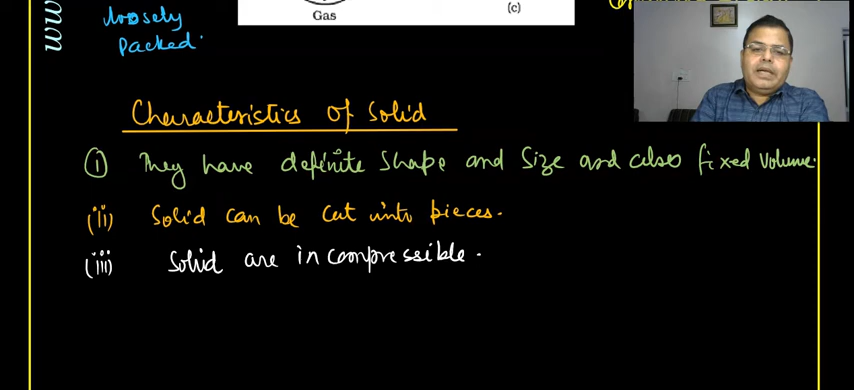 www
loosely
Packed.
Gas
(c)
Characteristics of Solid
(i) They have definite shape and size and also fixed volume.
(ii) Solid can be cut into pieces.
(iii) Solid are incompressible.